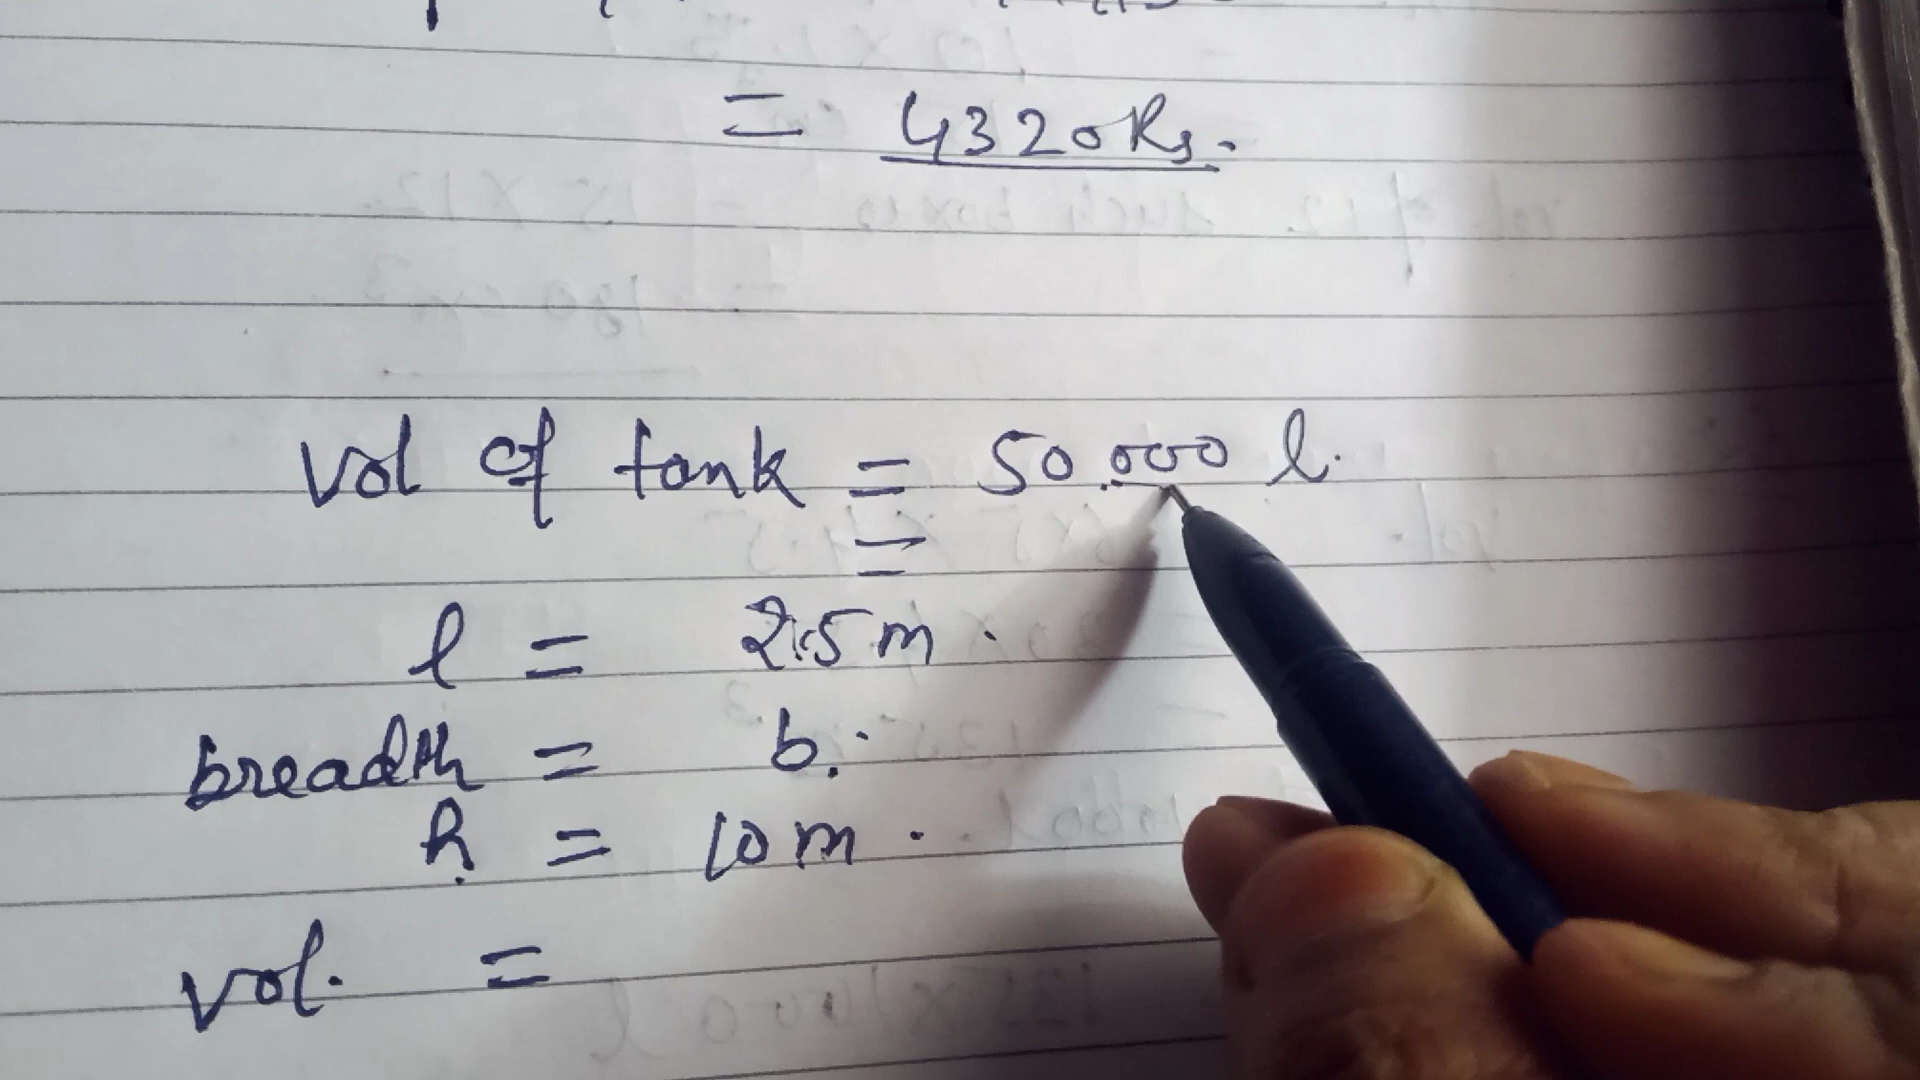 = 4320 Rs.
Vol of tank = 50.000 l.
=
l = 2.5 m.
breadth = b.
h = 10 m.
vol. =